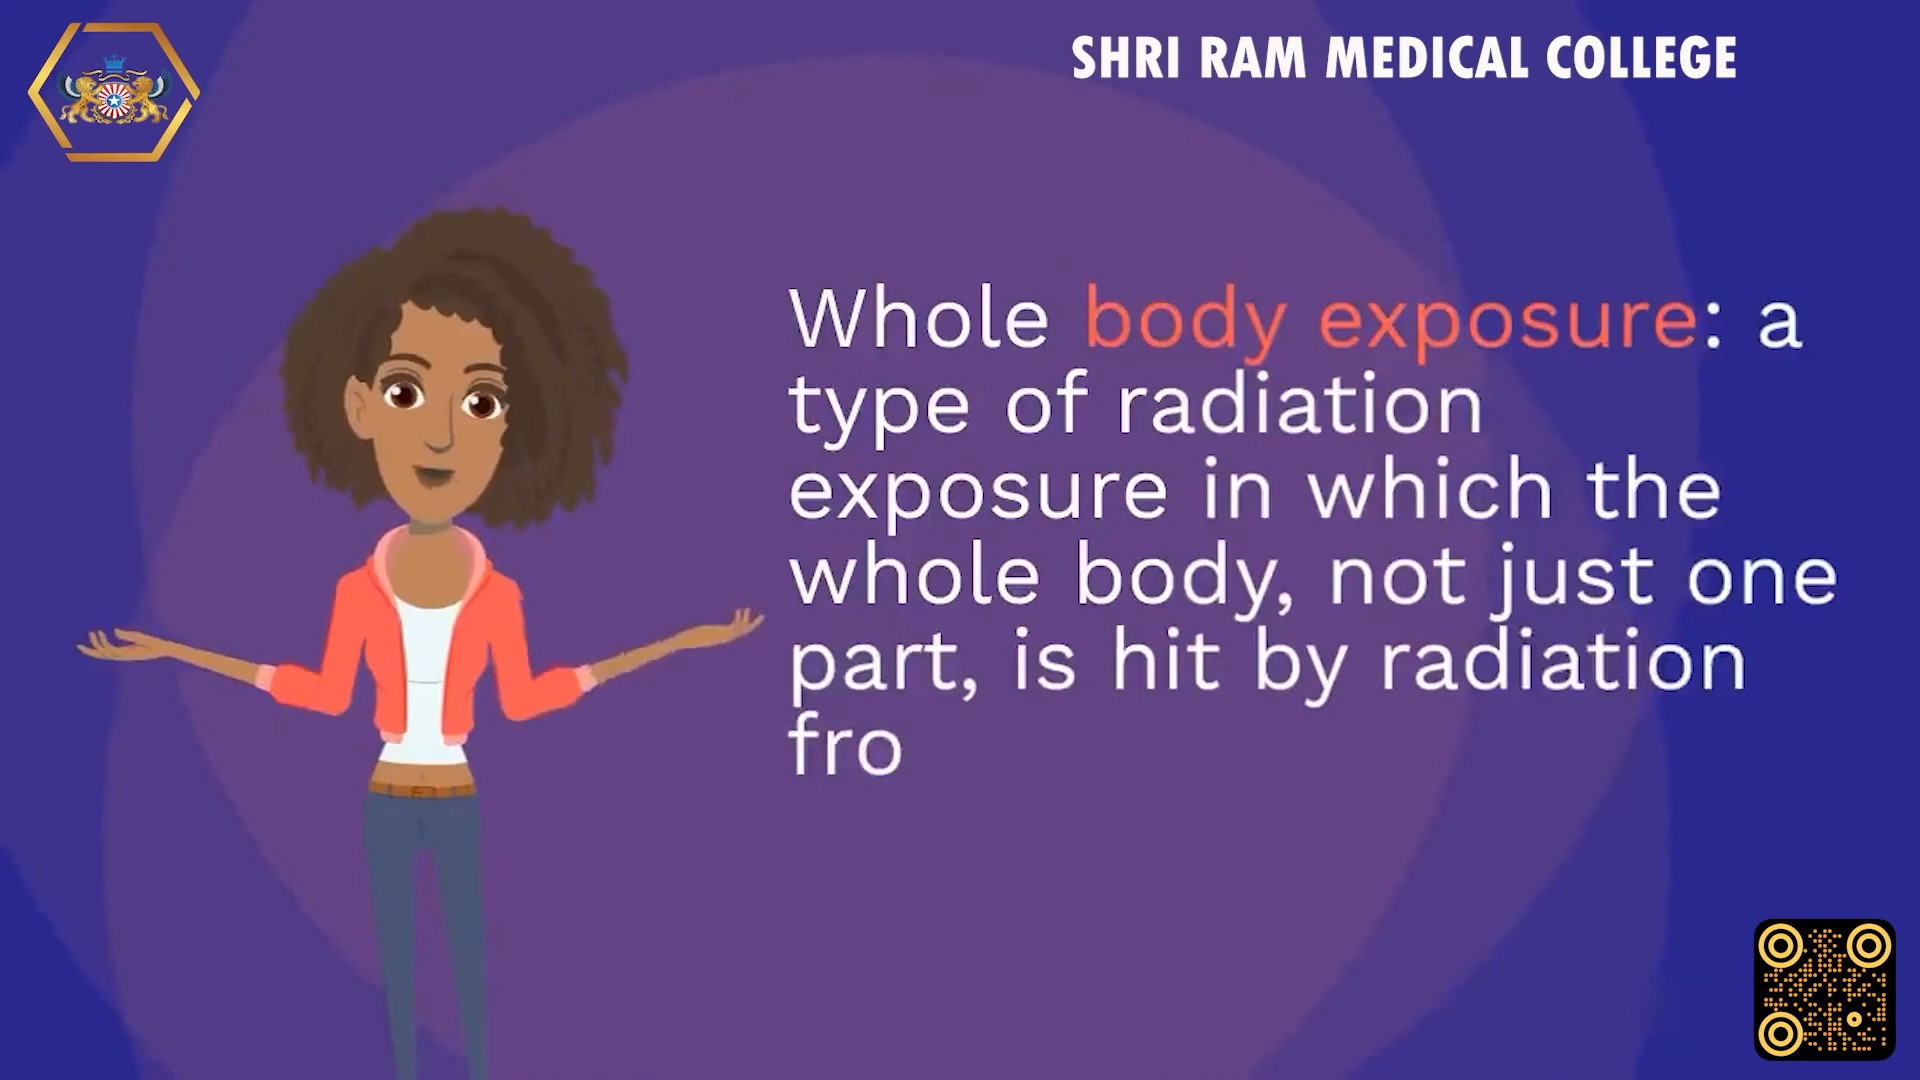 SHRI RAM MEDICAL COLLEGE
Whole body exposure: a
type of radiation
exposure in which the
whole body, not just one
part, is hit by radiation
fro